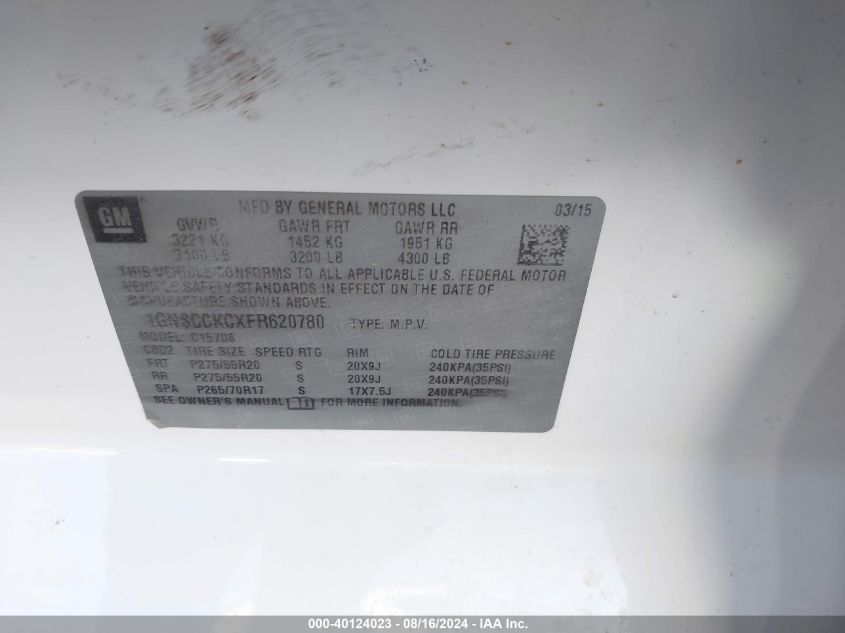 GM
MFD BY GENERAL MOTORS LLC 03/15
GVWR GAWR FRT GAWR RR
3221 KG 1452 KG 1951 KG
7100 LB 3200 LB 4300 LB
THIS VEHICLE CONFORMS TO ALL APPLICABLE U.S. FEDERAL MOTOR
VEHICLE SAFETY STANDARDS IN EFFECT ON THE DATE OF
MANUFACTURE SHOWN ABOVE.
1GNSCCKCXFR620780 TYPE: M.P.V.
MODEL: C15706
CBD2 TIRE SIZE SPEED RTG RIM COLD TIRE PRESSURE
FRT P275/55R20 S 20X9J 240KPA(35PSI)
RR P275/55R20 S 20X9J 240KPA(35PSI)
SPA P265/70R17 S 17X7.5J 240KPA(35PSI)
SEE OWNER'S MANUAL FOR MORE INFORMATION.
000-40124023 - 08/16/2024 - IAA Inc.